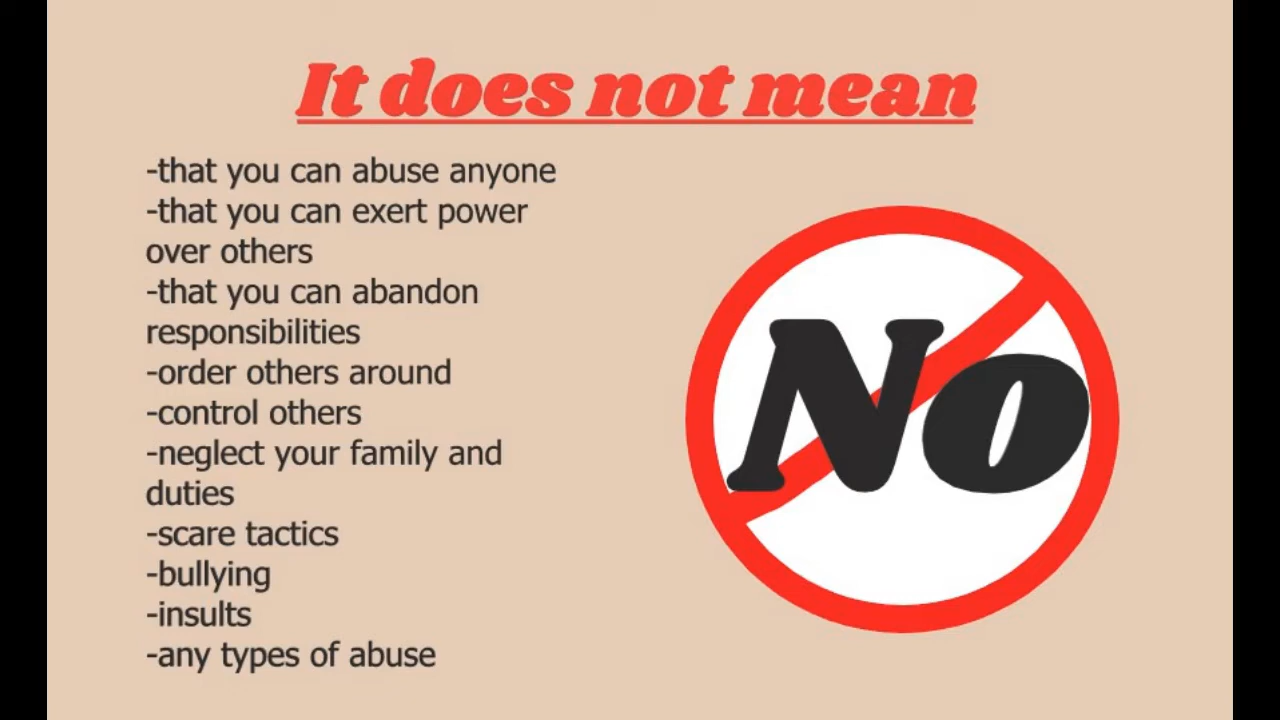 It does not mean
-that you can abuse anyone
-that you can exert power
over others
-that you can abandon
responsibilities
-order others around
-control others
-neglect your family and
duties
-scare tactics
-bullying
-insults
-any types of abuse
No